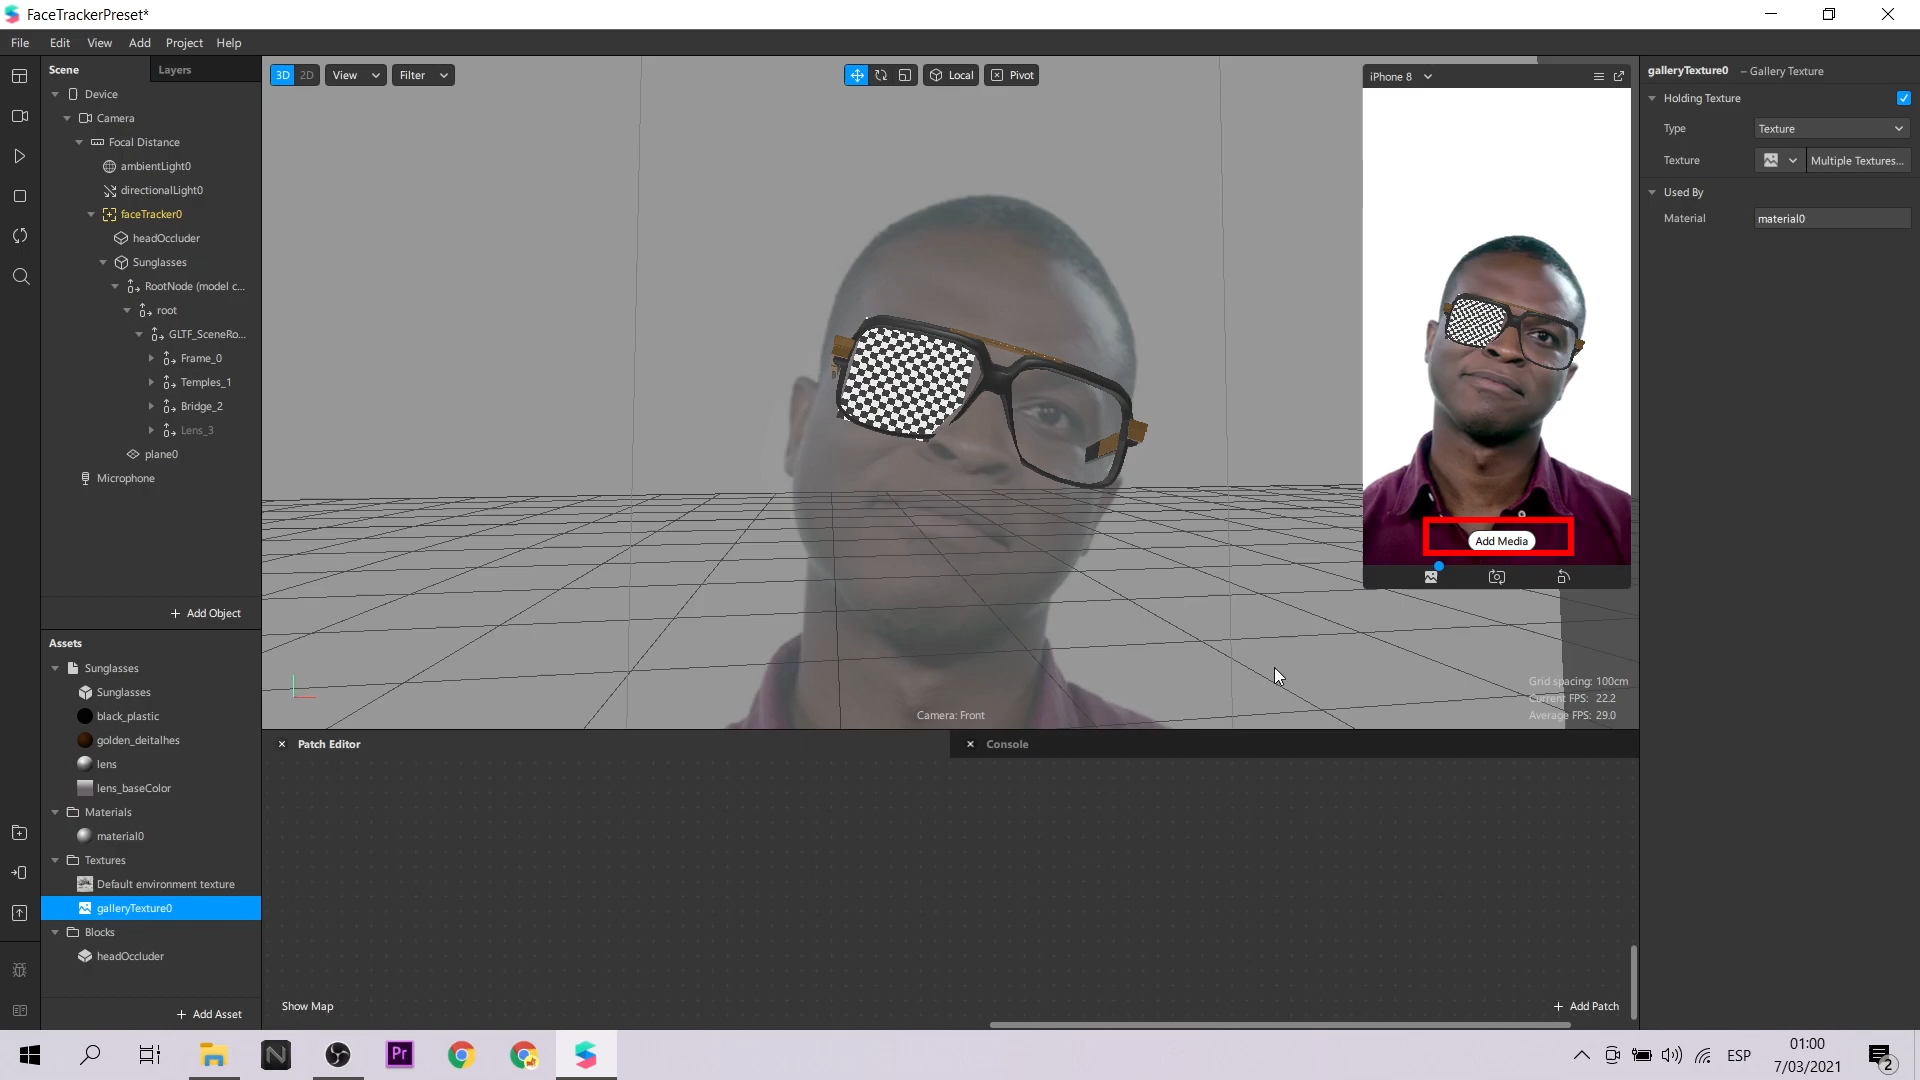 FaceTrackerPreset*
File Edit View Add Project Help
Scene Layers
Device
Camera
Focal Distance
ambientLight0
directionalLight0
faceTracker0
headOccluder
Sunglasses
RootNode (model c...
root
GLTF_SceneRo...
Frame_0
Temples_1
Bridge_2
Lens_3
plane0
Microphone
+ Add Object
Assets
Sunglasses
Sunglasses
black_plastic
golden_deitalhes
lens
lens_baseColor
Materials
material0
Textures
Default environment texture
galleryTexture0
Blocks
headOccluder
+ Add Asset
3D 2D View Filter
Local Pivot
iPhone 8
Add Media
Grid spacing: 100cm
Current FPS: 22.2
Average FPS: 29.0
Camera: Front
Patch Editor
Console
Show Map
+ Add Patch
galleryTexture0 – Gallery Texture
Holding Texture
Type Texture
Texture Multiple Textures...
Used By
Material material0
N
Pr
ESP
01:00
7/03/2021
2